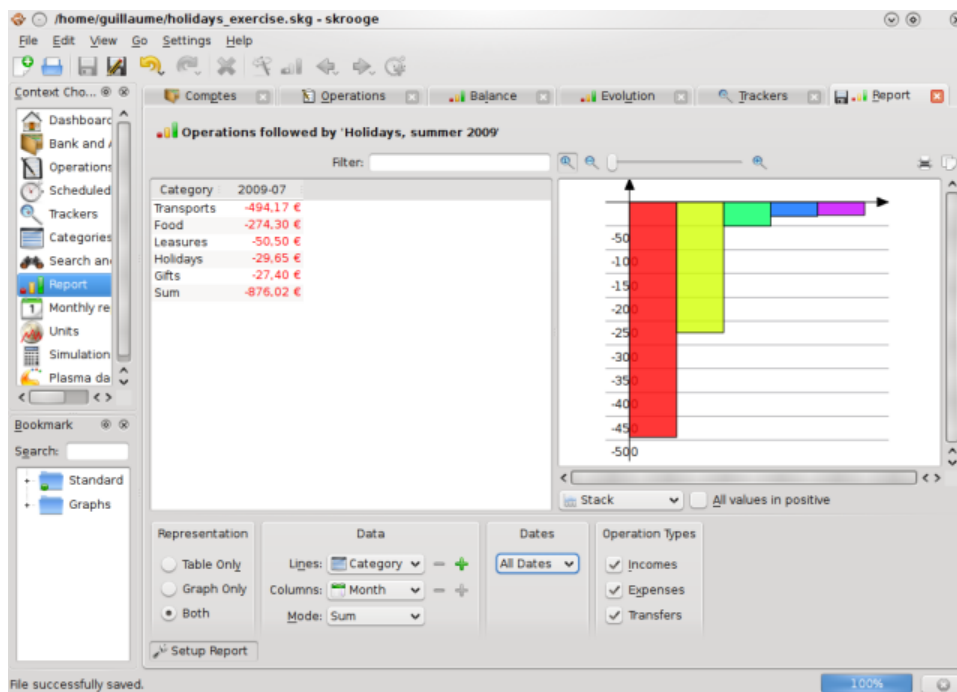 /home/guillaume/holidays_exercise.skg - skrooge
File Edit View Go Settings Help
Context Cho...
Comptes Operations Balance Evolution Trackers Report
Dashboard
Bank and A
Operations
Scheduled
Trackers
Categories
Search an
Report
Monthly re
Units
Simulation
Plasma da
Operations followed by 'Holidays, summer 2009'
Filter:
Category 2009-07
Transports -494,17 €
Food -274,30 €
Leasures -50,50 €
Holidays -29,65 €
Gifts -27,40 €
Sum -876,02 €
-50
-100
-150
-200
-250
-300
-350
-400
-450
-500
Stack All values in positive
Bookmark
Search:
Standard
Graphs
Representation
Table Only
Graph Only
Both
Data
Lines: Category
Columns: Month
Mode: Sum
Dates
All Dates
Operation Types
Incomes
Expenses
Transfers
Setup Report
File successfully saved.
100%